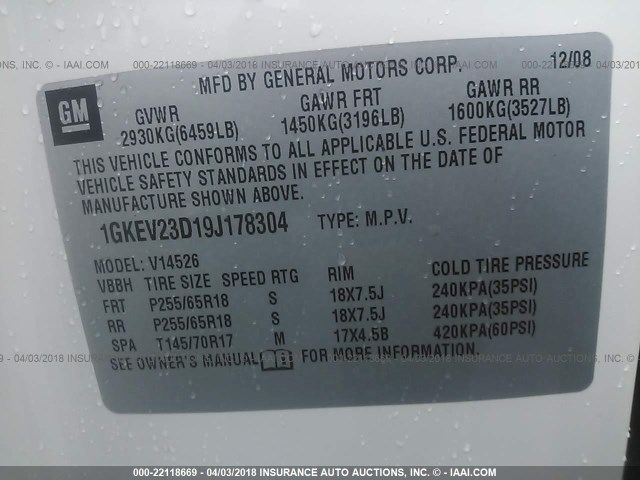 000-22118669 - 04/03/2018 INSURANCE AUTO AUCTIONS, INC. - IAAI.COM
12/08
MFD BY GENERAL MOTORS CORP.
GM
GVWR GAWR FRT GAWR RR
2930KG(6459LB) 1450KG(3196LB) 1600KG(3527LB)
THIS VEHICLE CONFORMS TO ALL APPLICABLE U.S. FEDERAL MOTOR
VEHICLE SAFETY STANDARDS IN EFFECT ON THE DATE OF
MANUFACTURE SHOWN ABOVE.
1GKEV23D19J178304 TYPE: M.P.V.
MODEL: V14526
VBBH TIRE SIZE SPEED RTG RIM COLD TIRE PRESSURE
FRT P255/65R18 S 18X7.5J 240KPA(35PSI)
RR P255/65R18 S 18X7.5J 240KPA(35PSI)
SPA T145/70R17 M 17X4.5B 420KPA(60PSI)
SEE OWNER'S MANUAL FOR MORE INFORMATION.
000-22118669 - 04/03/2018 INSURANCE AUTO AUCTIONS, INC. - IAAI.COM